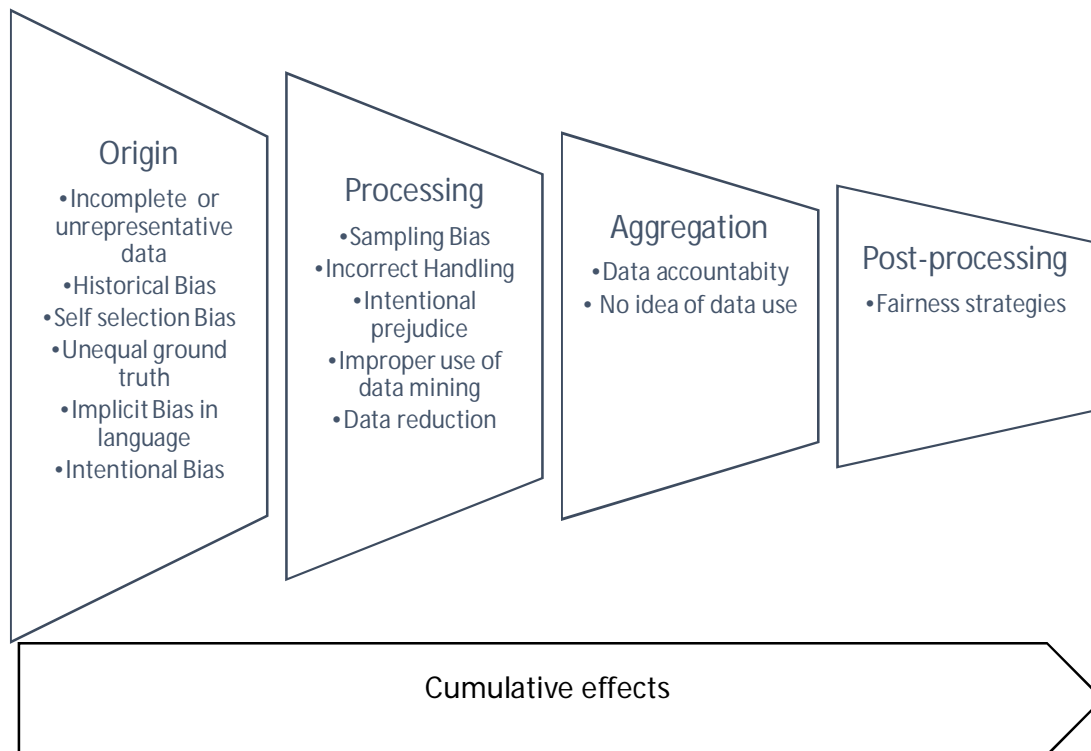 Origin
•Incomplete or
unrepresentative
data
•Historical Bias
•Self selection Bias
•Unequal ground
truth
•Implicit Bias in
language
•Intentional Bias
Processing
•Sampling Bias
•Incorrect Handling
•Intentional
prejudice
•Improper use of
data mining
•Data reduction
Aggregation
•Data accountabity
• No idea of data use
Post-processing
•Fairness strategies
Cumulative effects